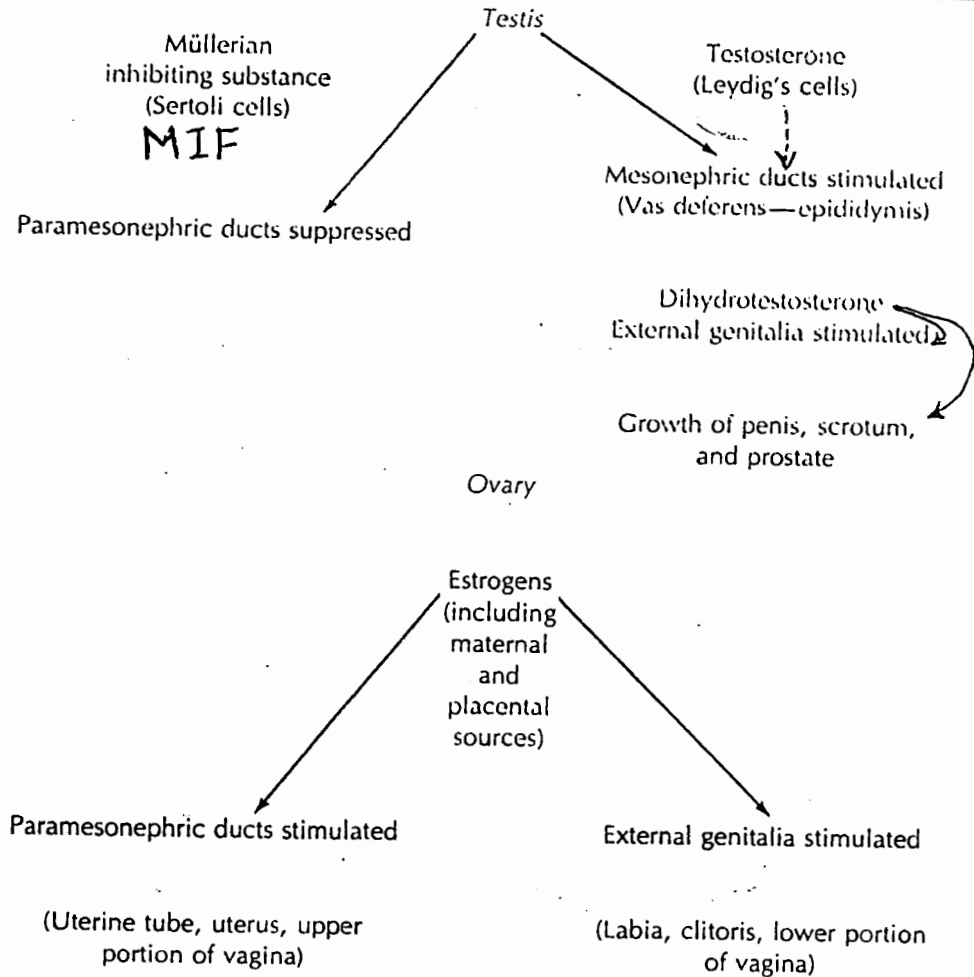 Testis
Müllerian
inhibiting substance
(Sertoli cells)
MIF
Paramesonephric ducts suppressed
Testosterone
(Leydig's cells)
Mesonephric ducts stimulated
(Vas deferens—epididymis)
Dihydrotestosterone
External genitalia stimulated
Growth of penis, scrotum,
and prostate
Ovary
Estrogens
(including
maternal
and
placental
sources)
Paramesonephric ducts stimulated
(Uterine tube, uterus, upper
portion of vagina)
External genitalia stimulated
(Labia, clitoris, lower portion
of vagina)